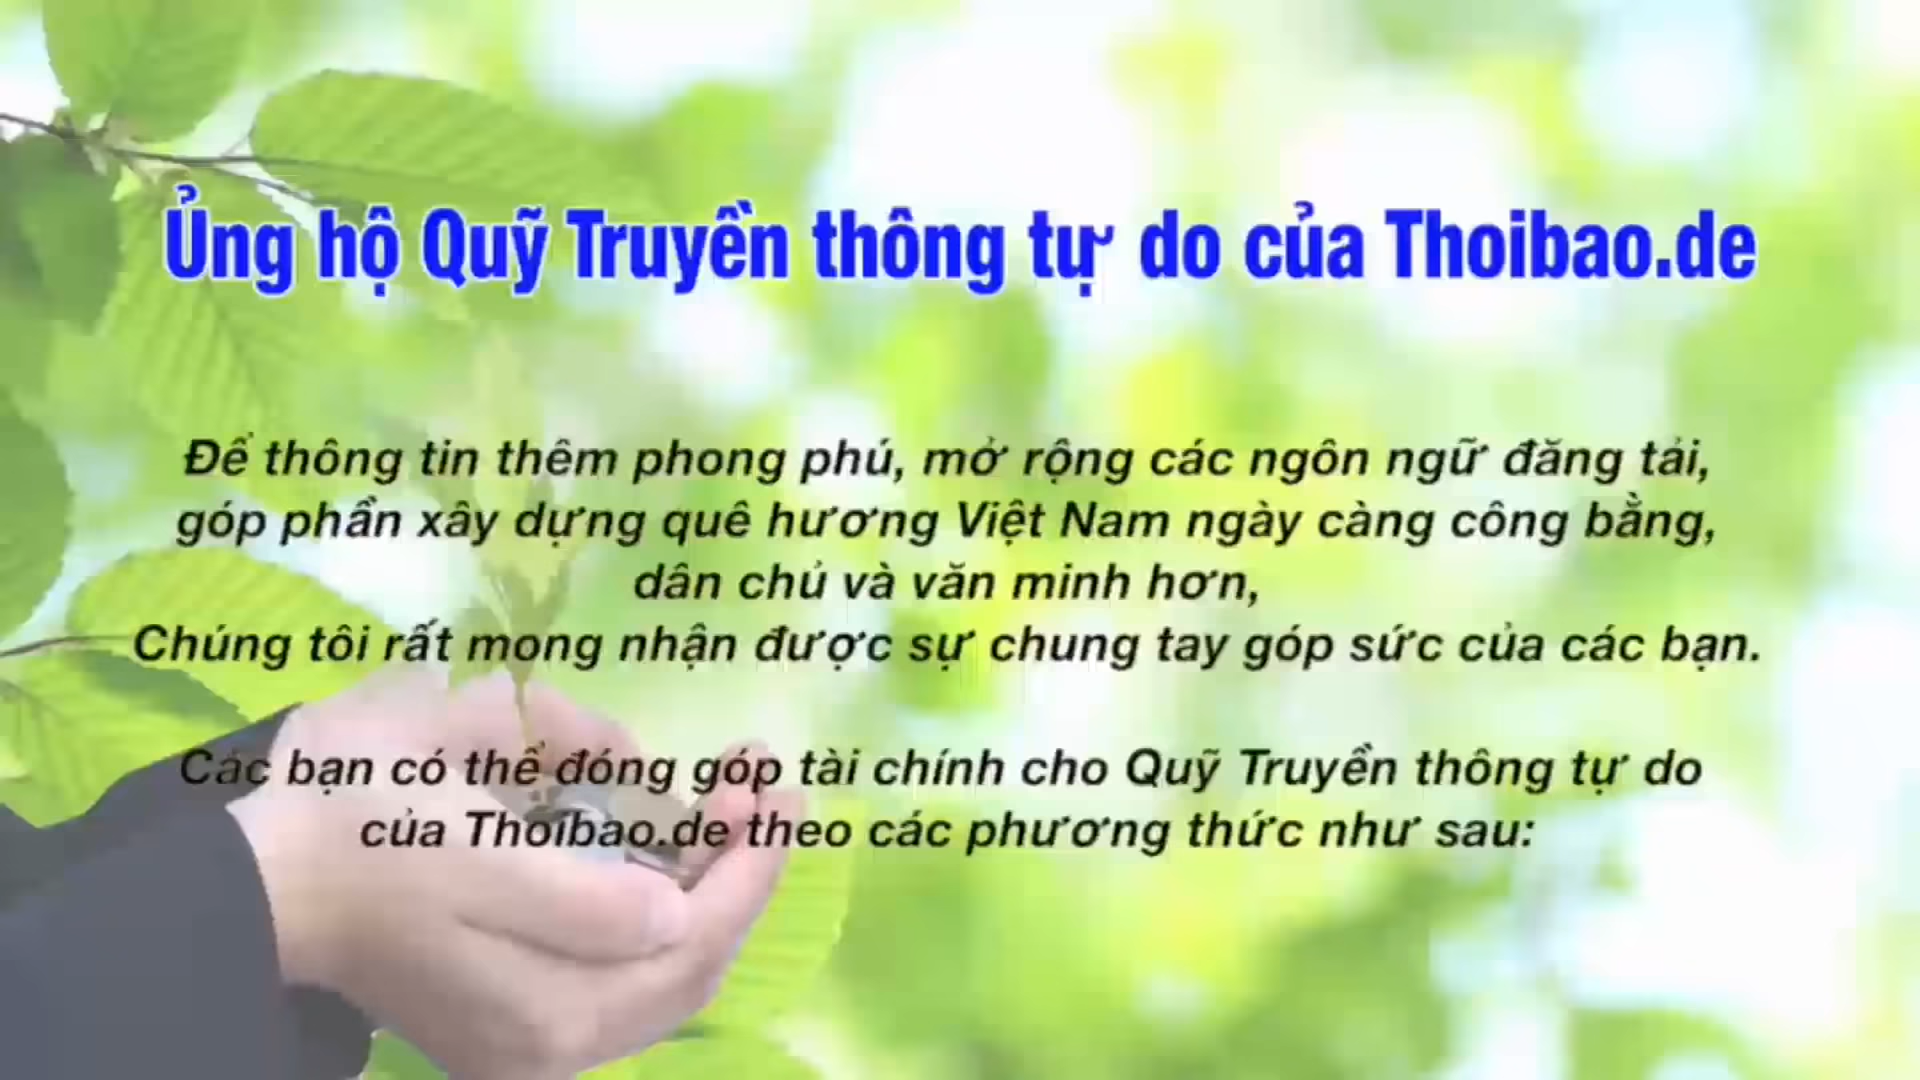 Ủng hộ Quỹ Truyền thông tự do của Thoibao.de
Để thông tin thêm phong phú, mở rộng các ngôn ngữ đăng tải,
góp phần xây dựng quê hương Việt Nam ngày càng công bằng,
dân chủ và văn minh hơn,
Chúng tôi rất mong nhận được sự chung tay góp sức của các bạn.
Các bạn có thể đóng góp tài chính cho Quỹ Truyền thông tự do
của Thoibao.de theo các phương thức như sau: